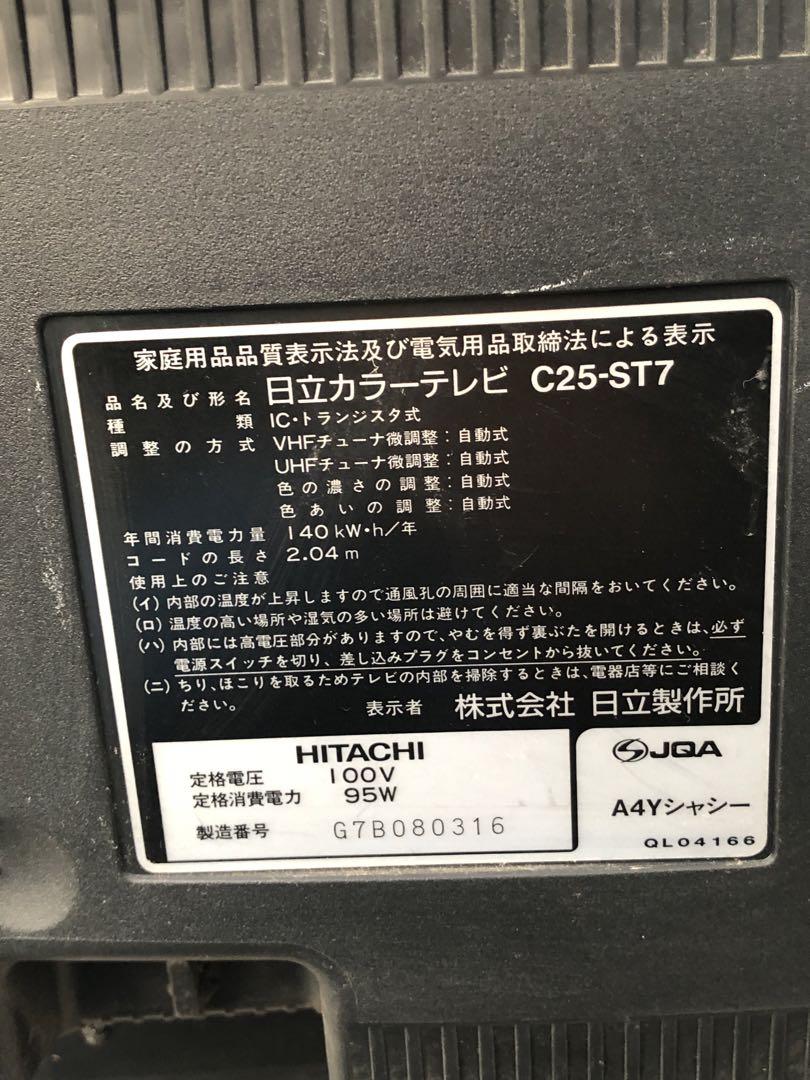 家庭用品品質表示法及び電気用品取締法による表示
品名及び形名 日立カラーテレビ C25-ST7
種類 IC・トランジスタ式
調整の方式 VHFチューナ微調整：自動式
UHFチューナ微調整：自動式
色の濃さの調整：自動式
色あいの調整：自動式
年間消費電力量 140kW・h/年
コードの長さ 2.04m
使用上のご注意
(イ) 内部の温度が上昇しますので通風孔の周囲に適当な間隔をおいてください。
(ロ) 温度の高い場所や湿気の多い場所は避けてください。
(ハ) 内部には高電圧部分がありますので、やむを得ず裏ぶたを開けるときは、必ず
電源スイッチを切り、差し込みプラグをコンセントから抜いてください。
(ニ) ちり、ほこりを取るためテレビの内部を掃除するときは、電器店等にご相談く
ださい。
表示者 株式会社 日立製作所
HITACHI
定格電圧 100V
定格消費電力 95W
製造番号 G7B080316
JQA
A4Yシャシー
QL04166